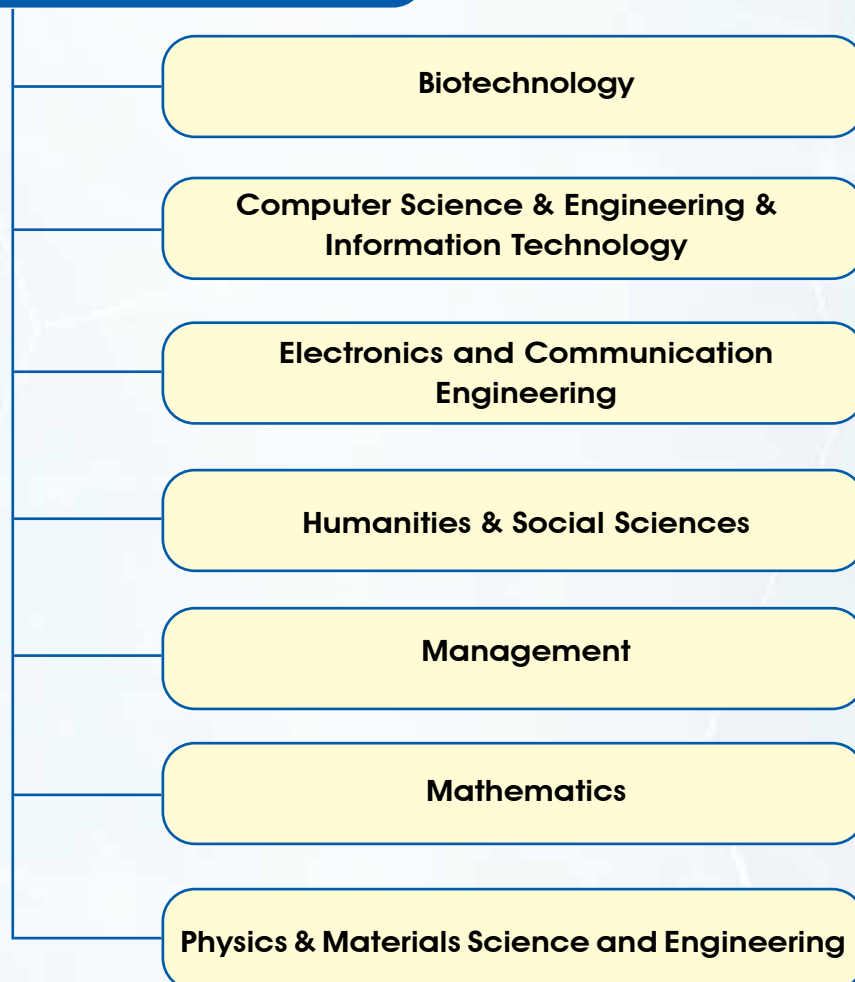 Biotechnology
Computer Science & Engineering &
Information Technology
Electronics and Communication
Engineering
Humanities & Social Sciences
Management
Mathematics
Physics & Materials Science and Engineering